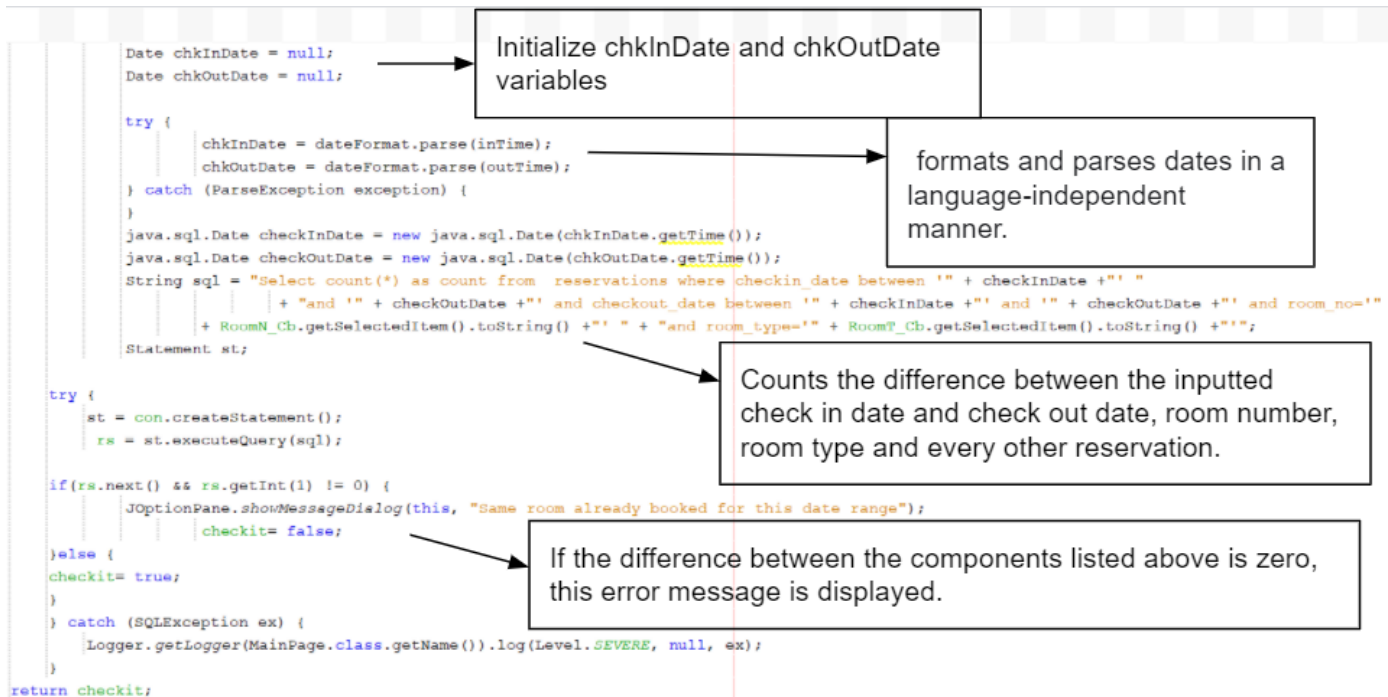 Date chkInDate = null;
Date chkOutDate = null;
Initialize chkInDate and chkOutDate
variables
try {
chkInDate = dateFormat.parse(inTime);
chkOutDate = dateFormat.parse(outTime);
} catch (ParseException exception) {
}
formats and parses dates in a
language-independent
manner.
java.sql.Date checkInDate = new java.sql.Date(chkInDate.getTime());
java.sql.Date checkOutDate = new java.sql.Date(chkOutDate.getTime());
String sql = "Select count(*) as count from  reservations where checkin_date between '" + checkInDate +"' "
+ "and '" + checkOutDate +"' and checkout_date between '" + checkInDate +"' and '" + checkOutDate +"' and room_no='"
+ RoomN_Cb.getSelectedItem().toString() +"' " + "and room_type='" + RoomT_Cb.getSelectedItem().toString() +"'";
Statement st;
Counts the difference between the inputted
check in date and check out date, room number,
room type and every other reservation.
try {
st = con.createStatement();
rs = st.executeQuery(sql);
if(rs.next() && rs.getInt(1) != 0) {
JOptionPane.showMessageDialog(this, "Same room already booked for this date range");
checkit= false;
}else {
checkit= true;
}
If the difference between the components listed above is zero,
this error message is displayed.
} catch (SQLException ex) {
Logger.getLogger(MainPage.class.getName()).log(Level.SEVERE, null, ex);
}
return checkit;